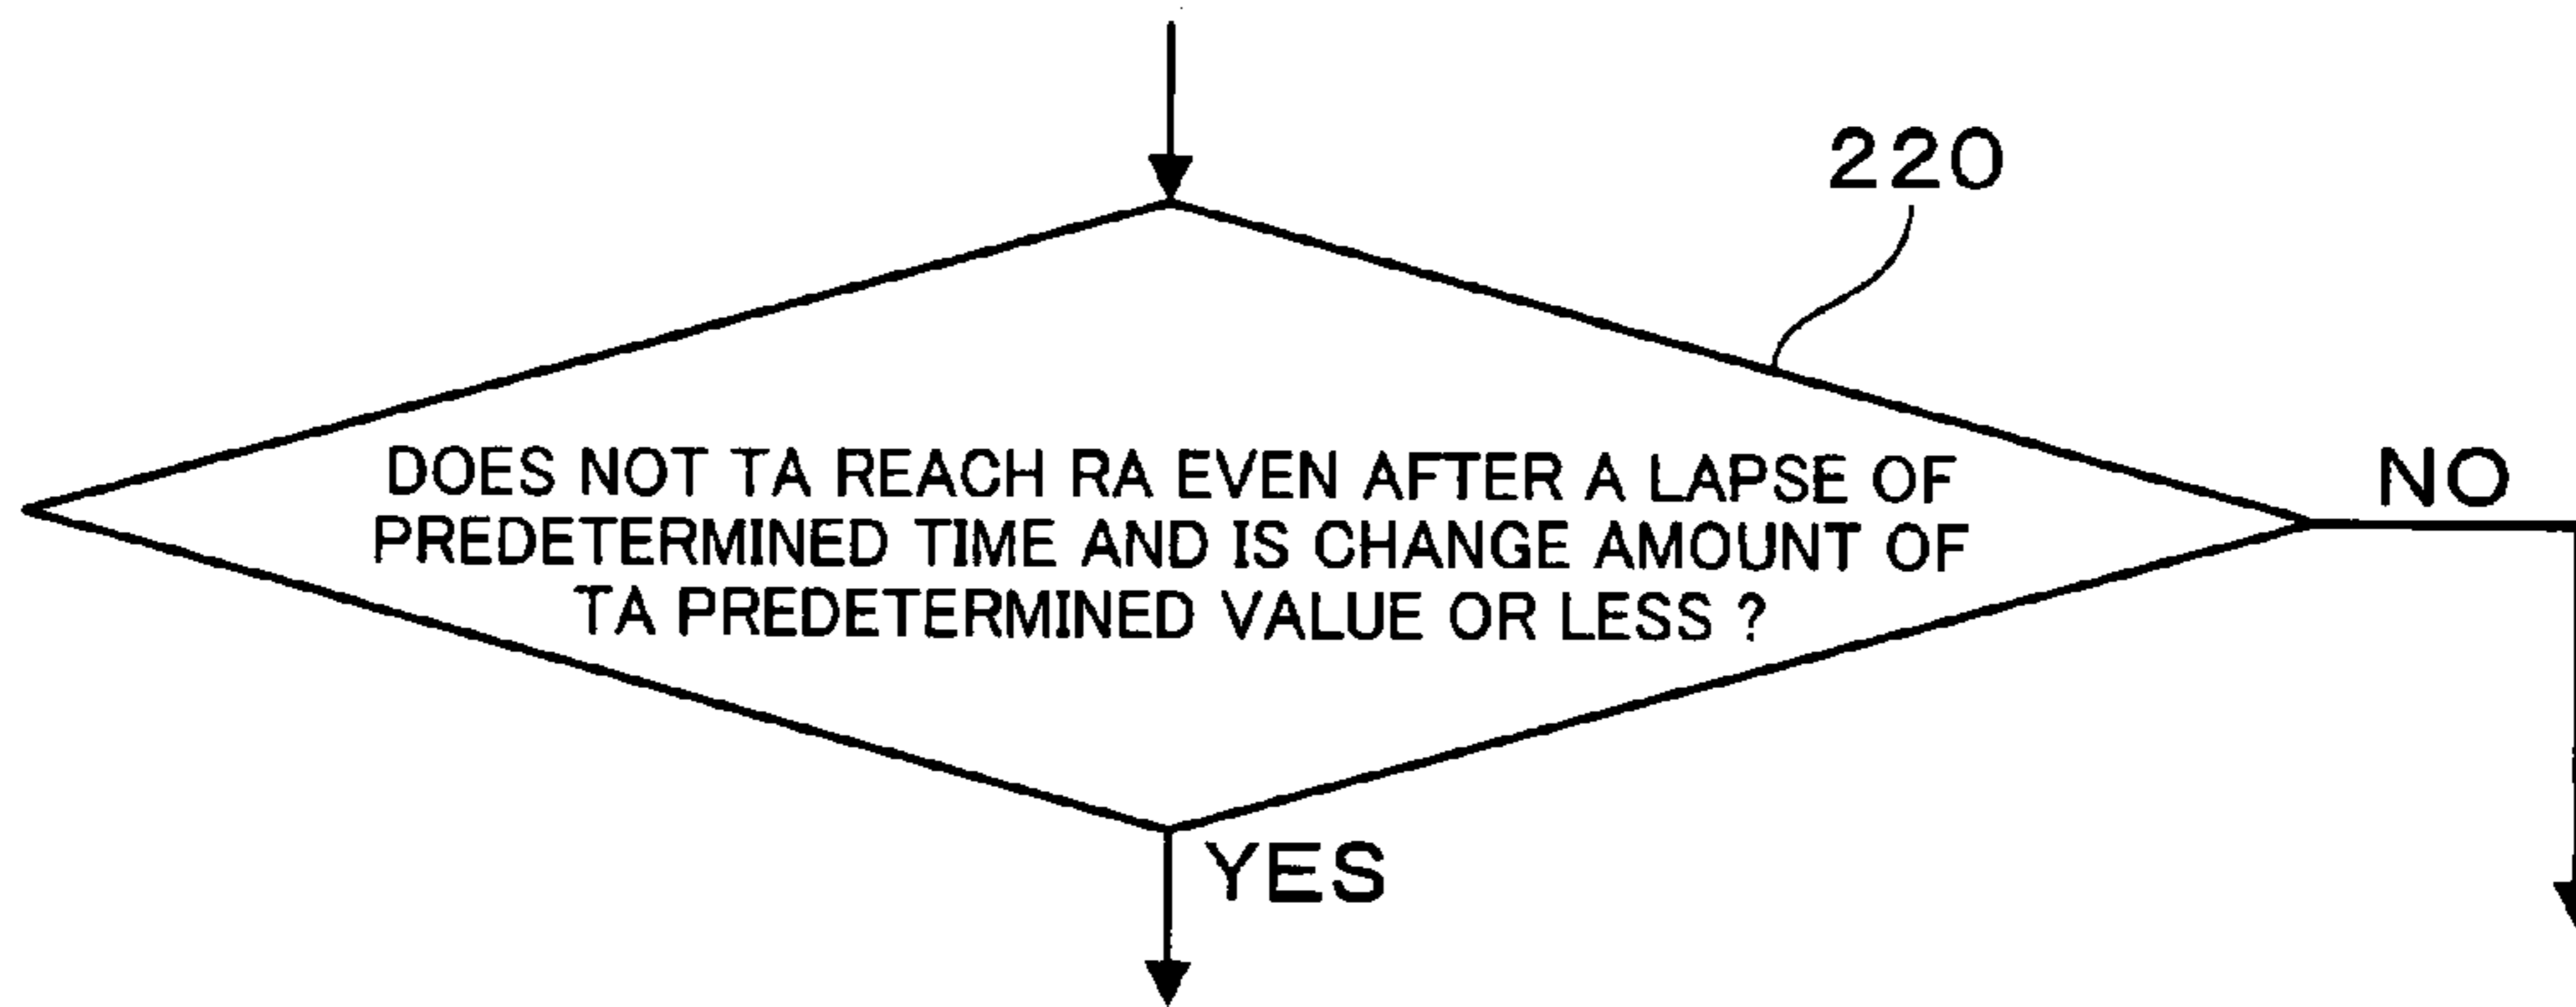 220
DOES NOT TA REACH RA EVEN AFTER A LAPSE OF
PREDETERMINED TIME AND IS CHANGE AMOUNT OF
TA PREDETERMINED VALUE OR LESS ?
NO
YES